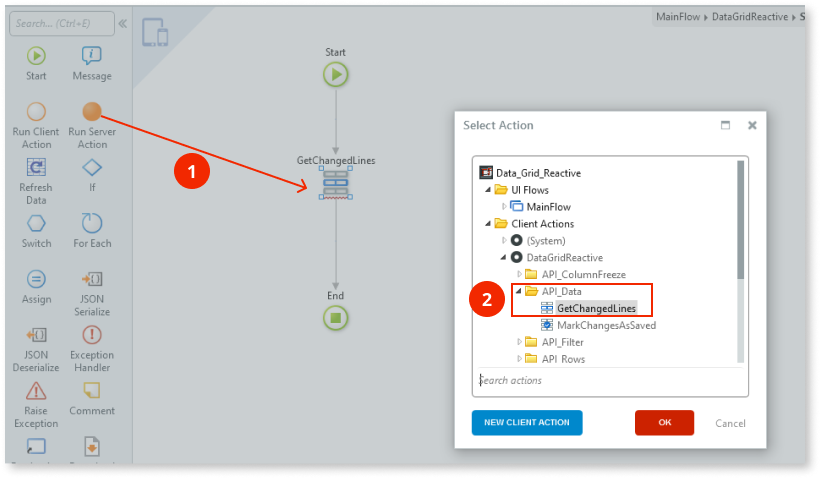 Search... (Ctrl+E)
MainFlow DataGridReactive S
Start
Message
Run Client Action
Run Server Action
Refresh Data
If
Switch
For Each
Assign
JSON Serialize
JSON Deserialize
Exception Handler
Raise Exception
Comment
Start
GetChangedLines
1
End
Select Action
Data_Grid_Reactive
UI Flows
MainFlow
Client Actions
(System)
DataGridReactive
API_ColumnFreeze
2
API_Data
GetChangedLines
MarkChangesAsSaved
API_Filter
API_Rows
Search actions
NEW CLIENT ACTION
OK
Cancel